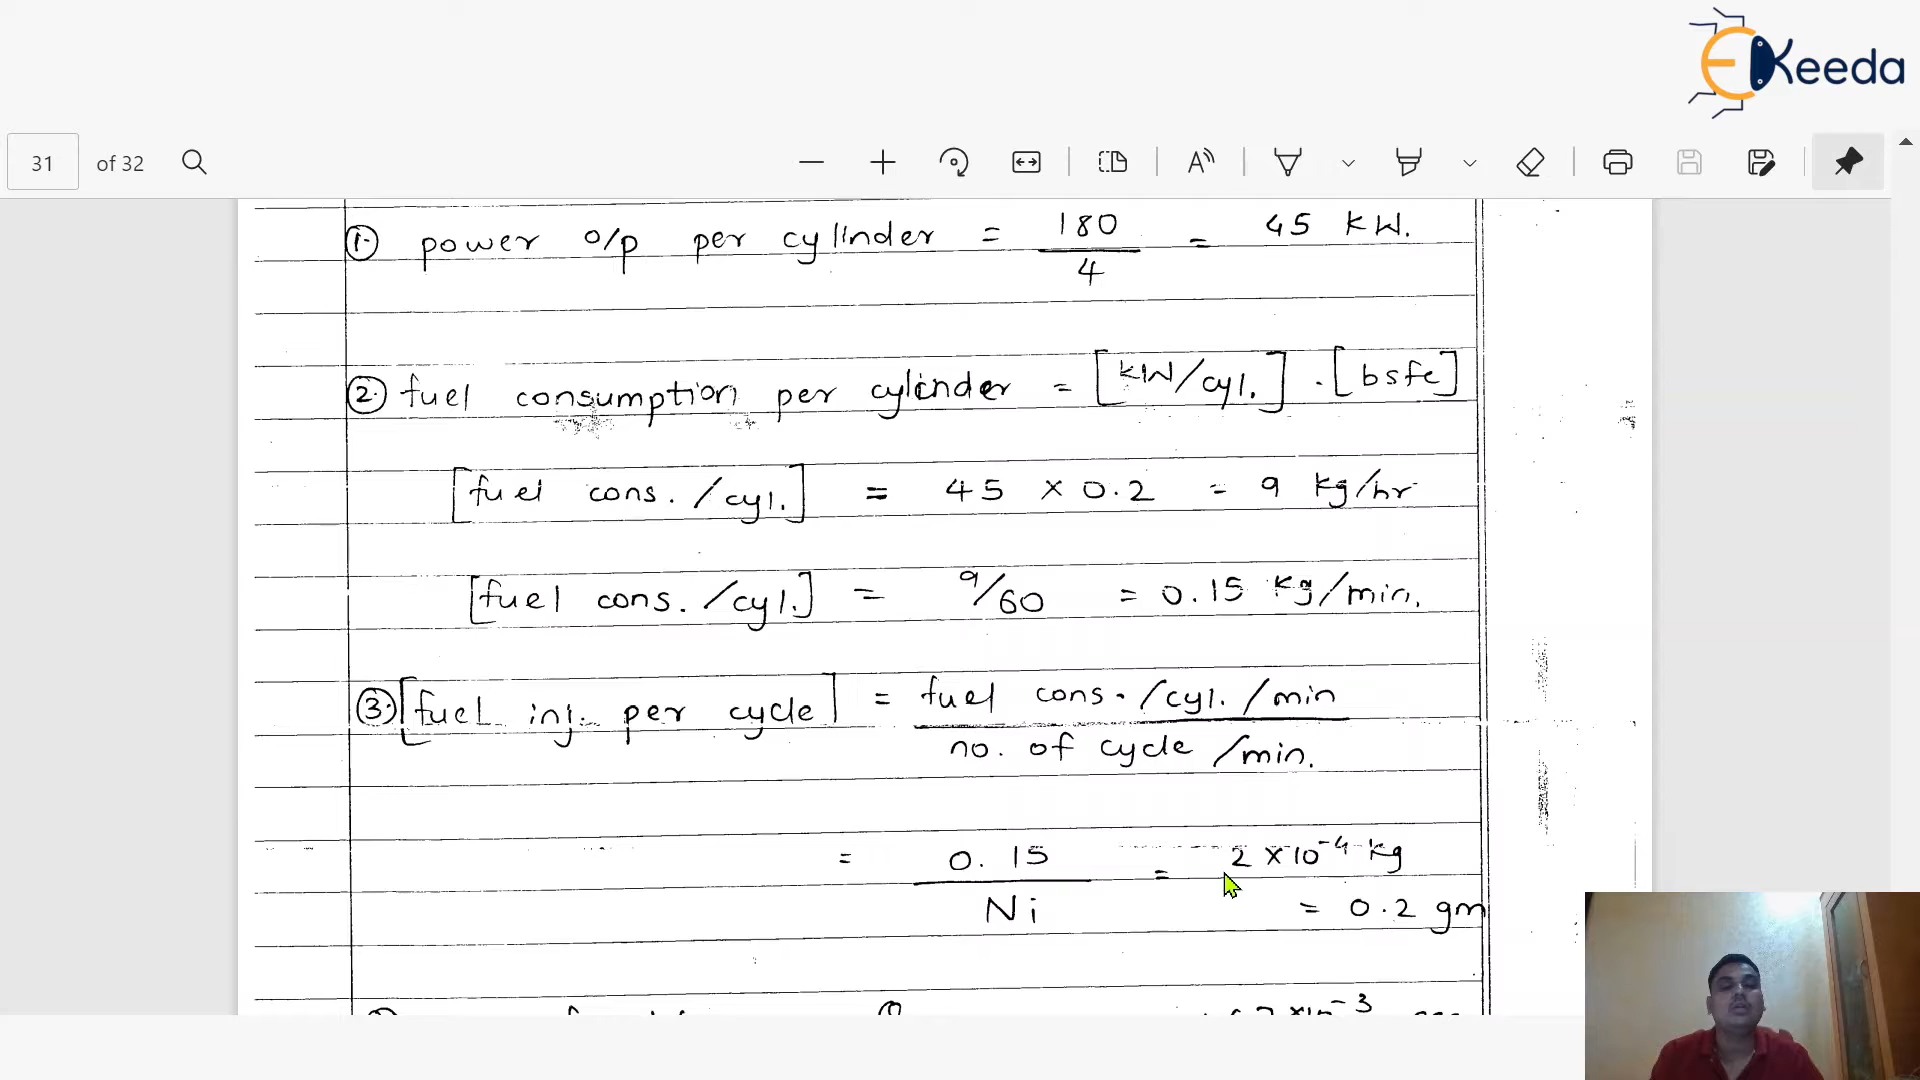 EKeeda
31 of 32
① power o/p per cylinder = 180/4 = 45 KW.
② fuel consumption per cylinder = [kW/cyl.] . [bsfc]
[fuel cons. /cyl.] = 45 × 0.2 = 9 kg/hr
[fuel cons. /cyl.] = 9/60 = 0.15 kg/min.
③ [fuel inj. per cycle] = fuel cons. /cyl. /min
no. of cycle /min.
= 0.15 / Ni = 2 × 10⁻⁴ kg
= 0.2 gm